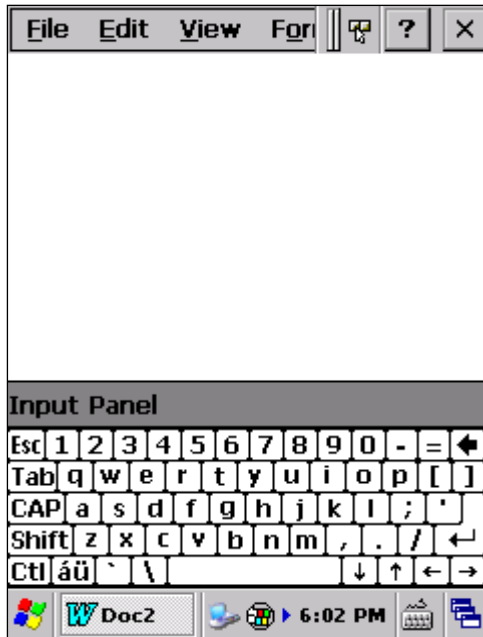 File Edit View For ? ×
Input Panel
Esc 1 2 3 4 5 6 7 8 9 0 - = 🡄
Tab q w e r t y u i o p [ ]
CAP a s d f g h j k l ; '
Shift z x c v b n m , . / ↵
Ctl áü ` \ ↓ ↑ ← →
W Doc2 6:02 PM